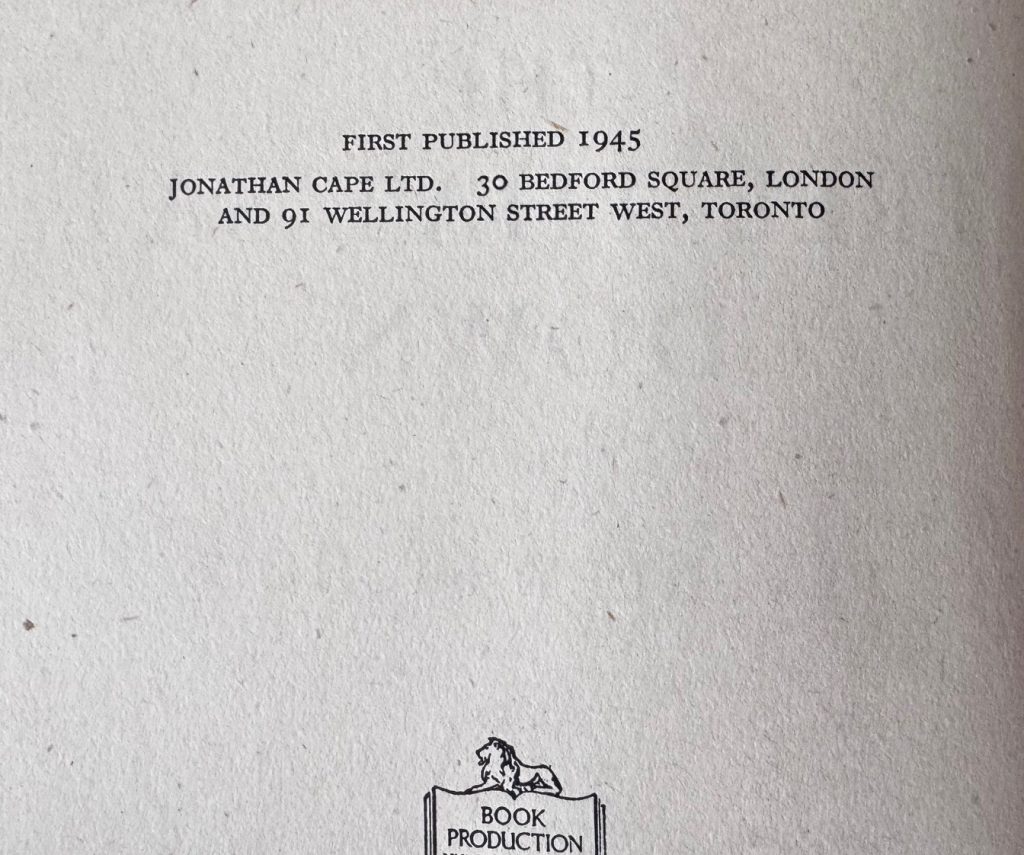 FIRST PUBLISHED 1945
JONATHAN CAPE LTD. 30 BEDFORD SQUARE, LONDON
AND 91 WELLINGTON STREET WEST, TORONTO
BOOK
PRODUCTION